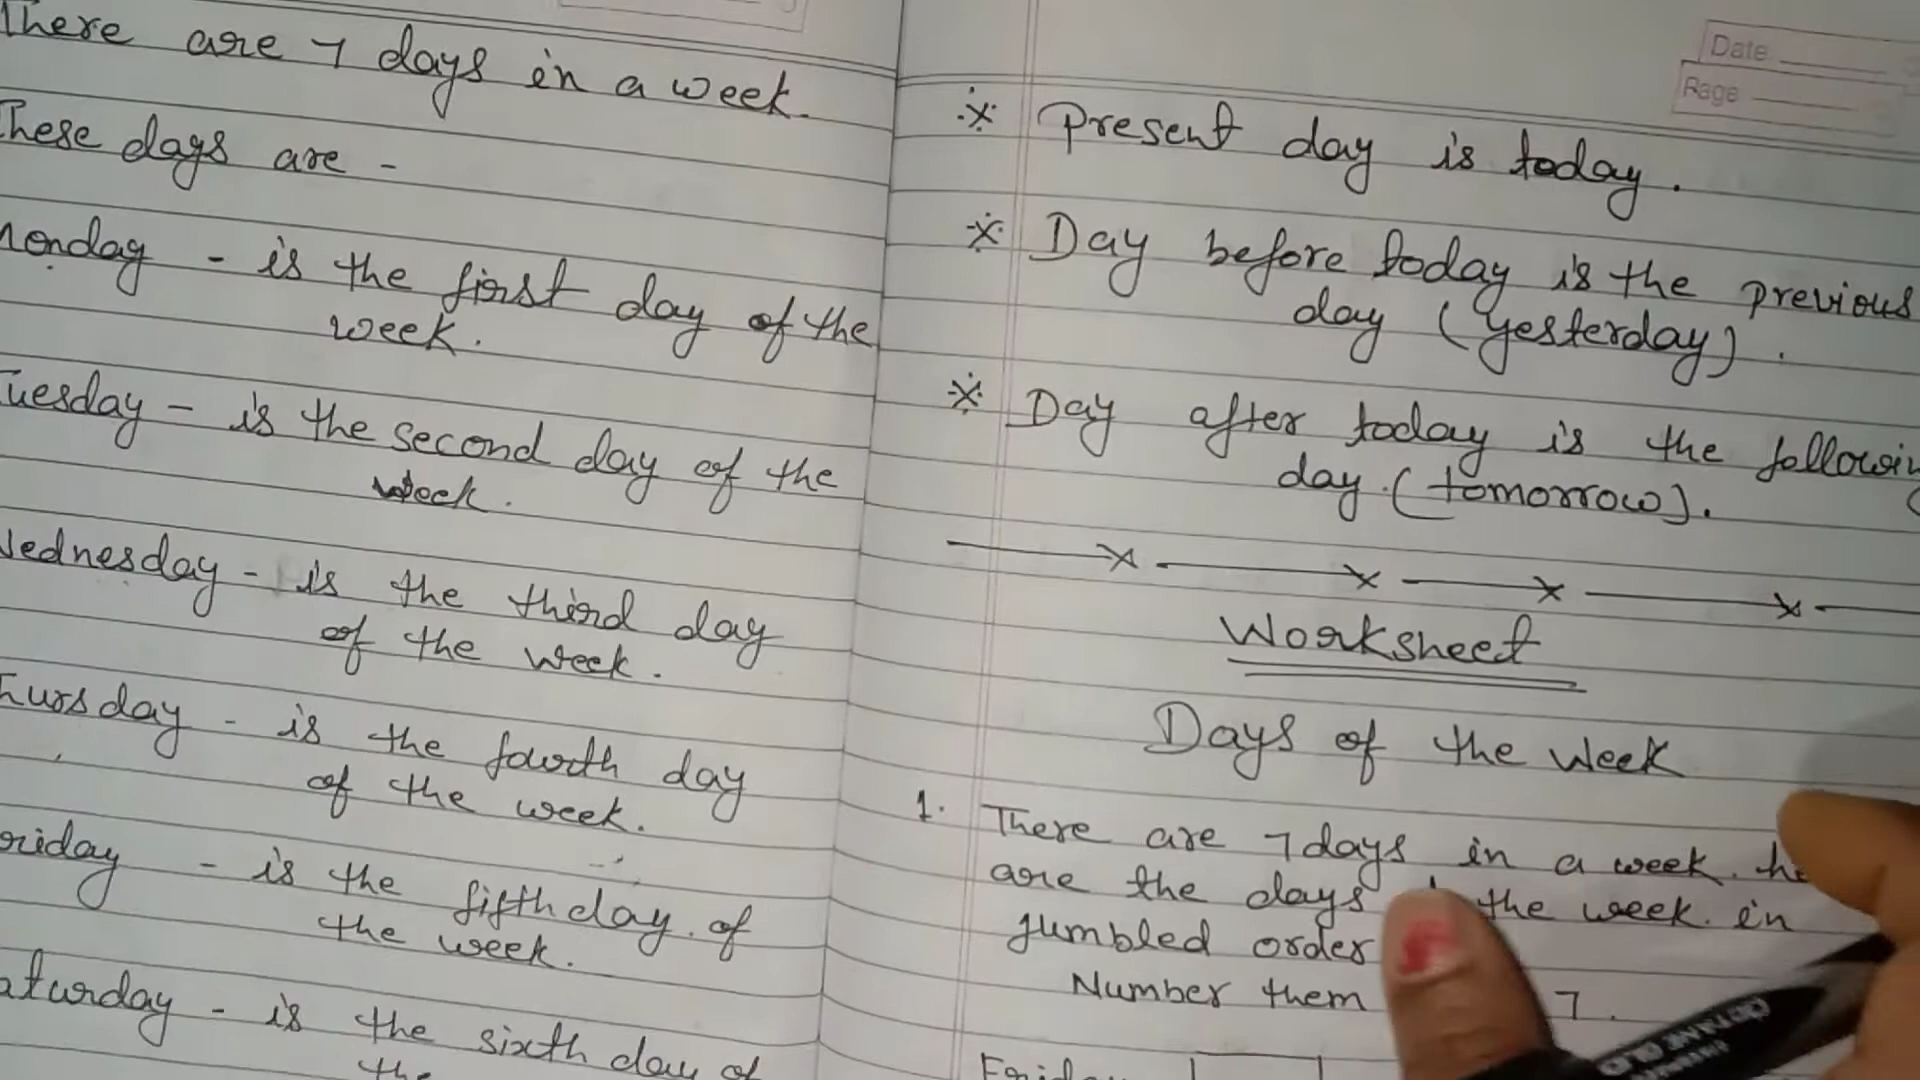 There are 7 days in a week.
These days are -
Monday - is the first day of the
week.
Tuesday - is the second day of the
week.
Wednesday - is the third day
of the week.
Thursday - is the fourth day
of the week.
Friday - is the fifth day of
the week.
Saturday - is the sixth day of
the
Date
Page
Present day is today.
Day before today is the previous
day (yesterday).
Day after today is the followin
day. (tomorrow).
Worksheet
Days of the Week
1. There are 7 days in a week. he
are the days the week in
jumbled order
Number them 7.
Friday